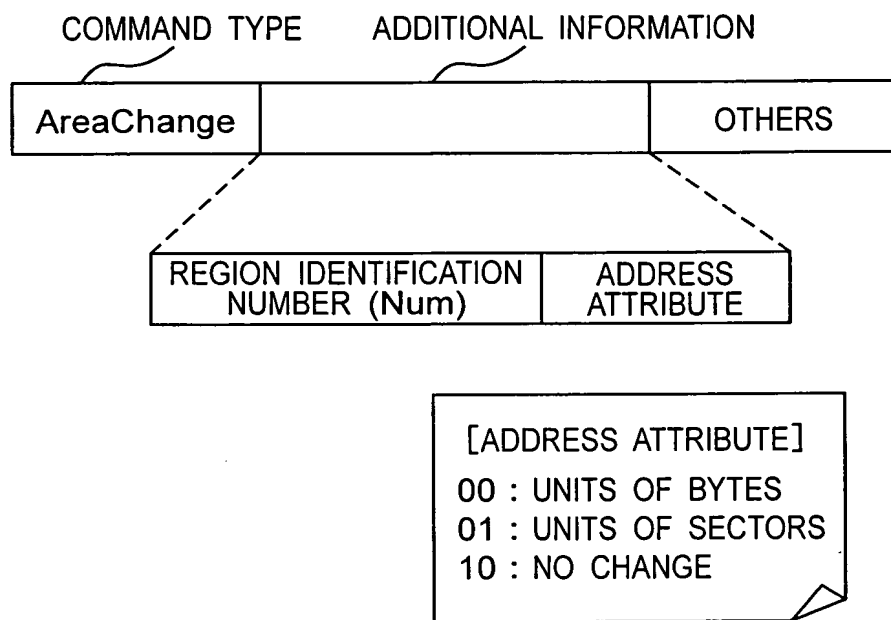 COMMAND TYPE ADDITIONAL INFORMATION
AreaChange OTHERS
REGION IDENTIFICATION ADDRESS
NUMBER (Num) ATTRIBUTE
[ADDRESS ATTRIBUTE]
00 : UNITS OF BYTES
01 : UNITS OF SECTORS
10 : NO CHANGE